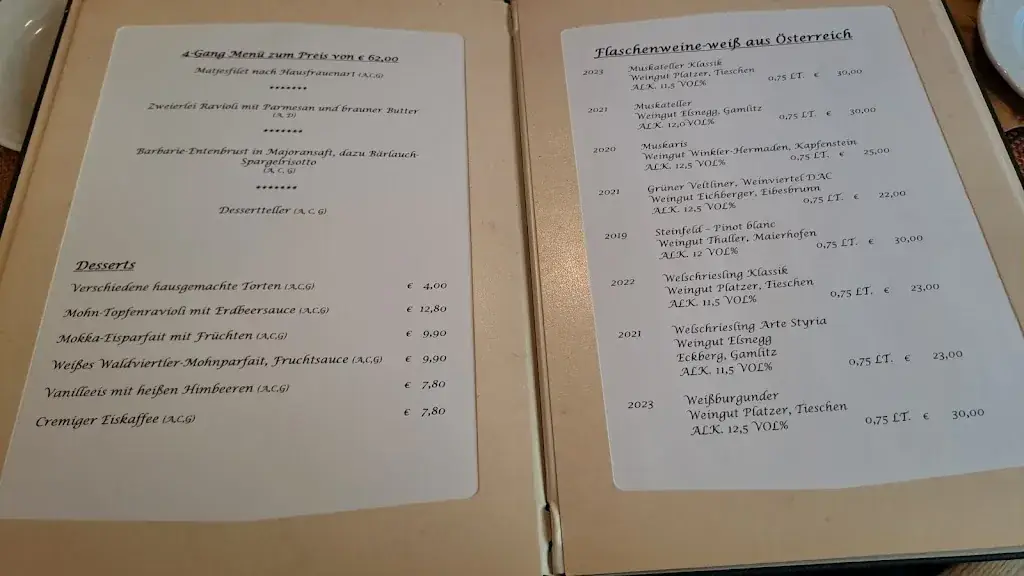 4-Gang Menü zum Preis von € 62,00
Matjesfilet nach Hausfrauenart (A,C,G)
*******
Zweierlei Ravioli mit Parmesan und brauner Butter
(A, D)
*******
Barbarie-Entenbrust in Majoransaft, dazu Bärlauch-
Spargelrisotto
(A, C, G)
*******
Dessertteller (A, C, G)
Desserts
Verschiedene hausgemachte Torten (A,C,G) € 4,00
Mohn-Topfenravioli mit Erdbeersauce (A,C,G) € 12,80
Mokka-Eisparfait mit Früchten (A,C,G) € 9,90
Weißes Waldviertler-Mohnparfait, Fruchtsauce (A,C,G) € 9,90
Vanilleeis mit heißen Himbeeren (A,C,G) € 7,80
Cremiger Eiskaffee (A,C,G) € 7,80
Flaschenweine-weiß aus Österreich
2023 Muskateller Klassik
Weingut Platzer, Tieschen
ALK. 11,5 VOL% 0,75 LT. € 30,00
2021 Muskateller
Weingut Elsnegg, Gamlitz
ALK. 12,0 VOL% 0,75 LT. € 30,00
2020 Muskaris
Weingut Winkler-Hermaden, Kapfenstein
ALK. 12,5 VOL% 0,75 LT. € 25,00
2021 Grüner Veltliner, Weinviertel DAC
Weingut Eichberger, Eibesbrunn
ALK. 12,5 VOL% 0,75 LT. € 22,00
2019 Steinfeld - Pinot blanc
Weingut Thaller, Maierhofen
ALK. 12 VOL% 0,75 LT. € 30,00
2022 Welschriesling Klassik
Weingut Platzer, Tieschen
ALK. 11,5 VOL% 0,75 LT. € 23,00
2021 Welschriesling Arte Styria
Weingut Elsnegg
Eckberg, Gamlitz
ALK. 11,5 VOL% 0,75 LT. € 23,00
2023 Weißburgunder
Weingut Platzer, Tieschen
ALK. 12,5 VOL% 0,75 LT. € 30,00